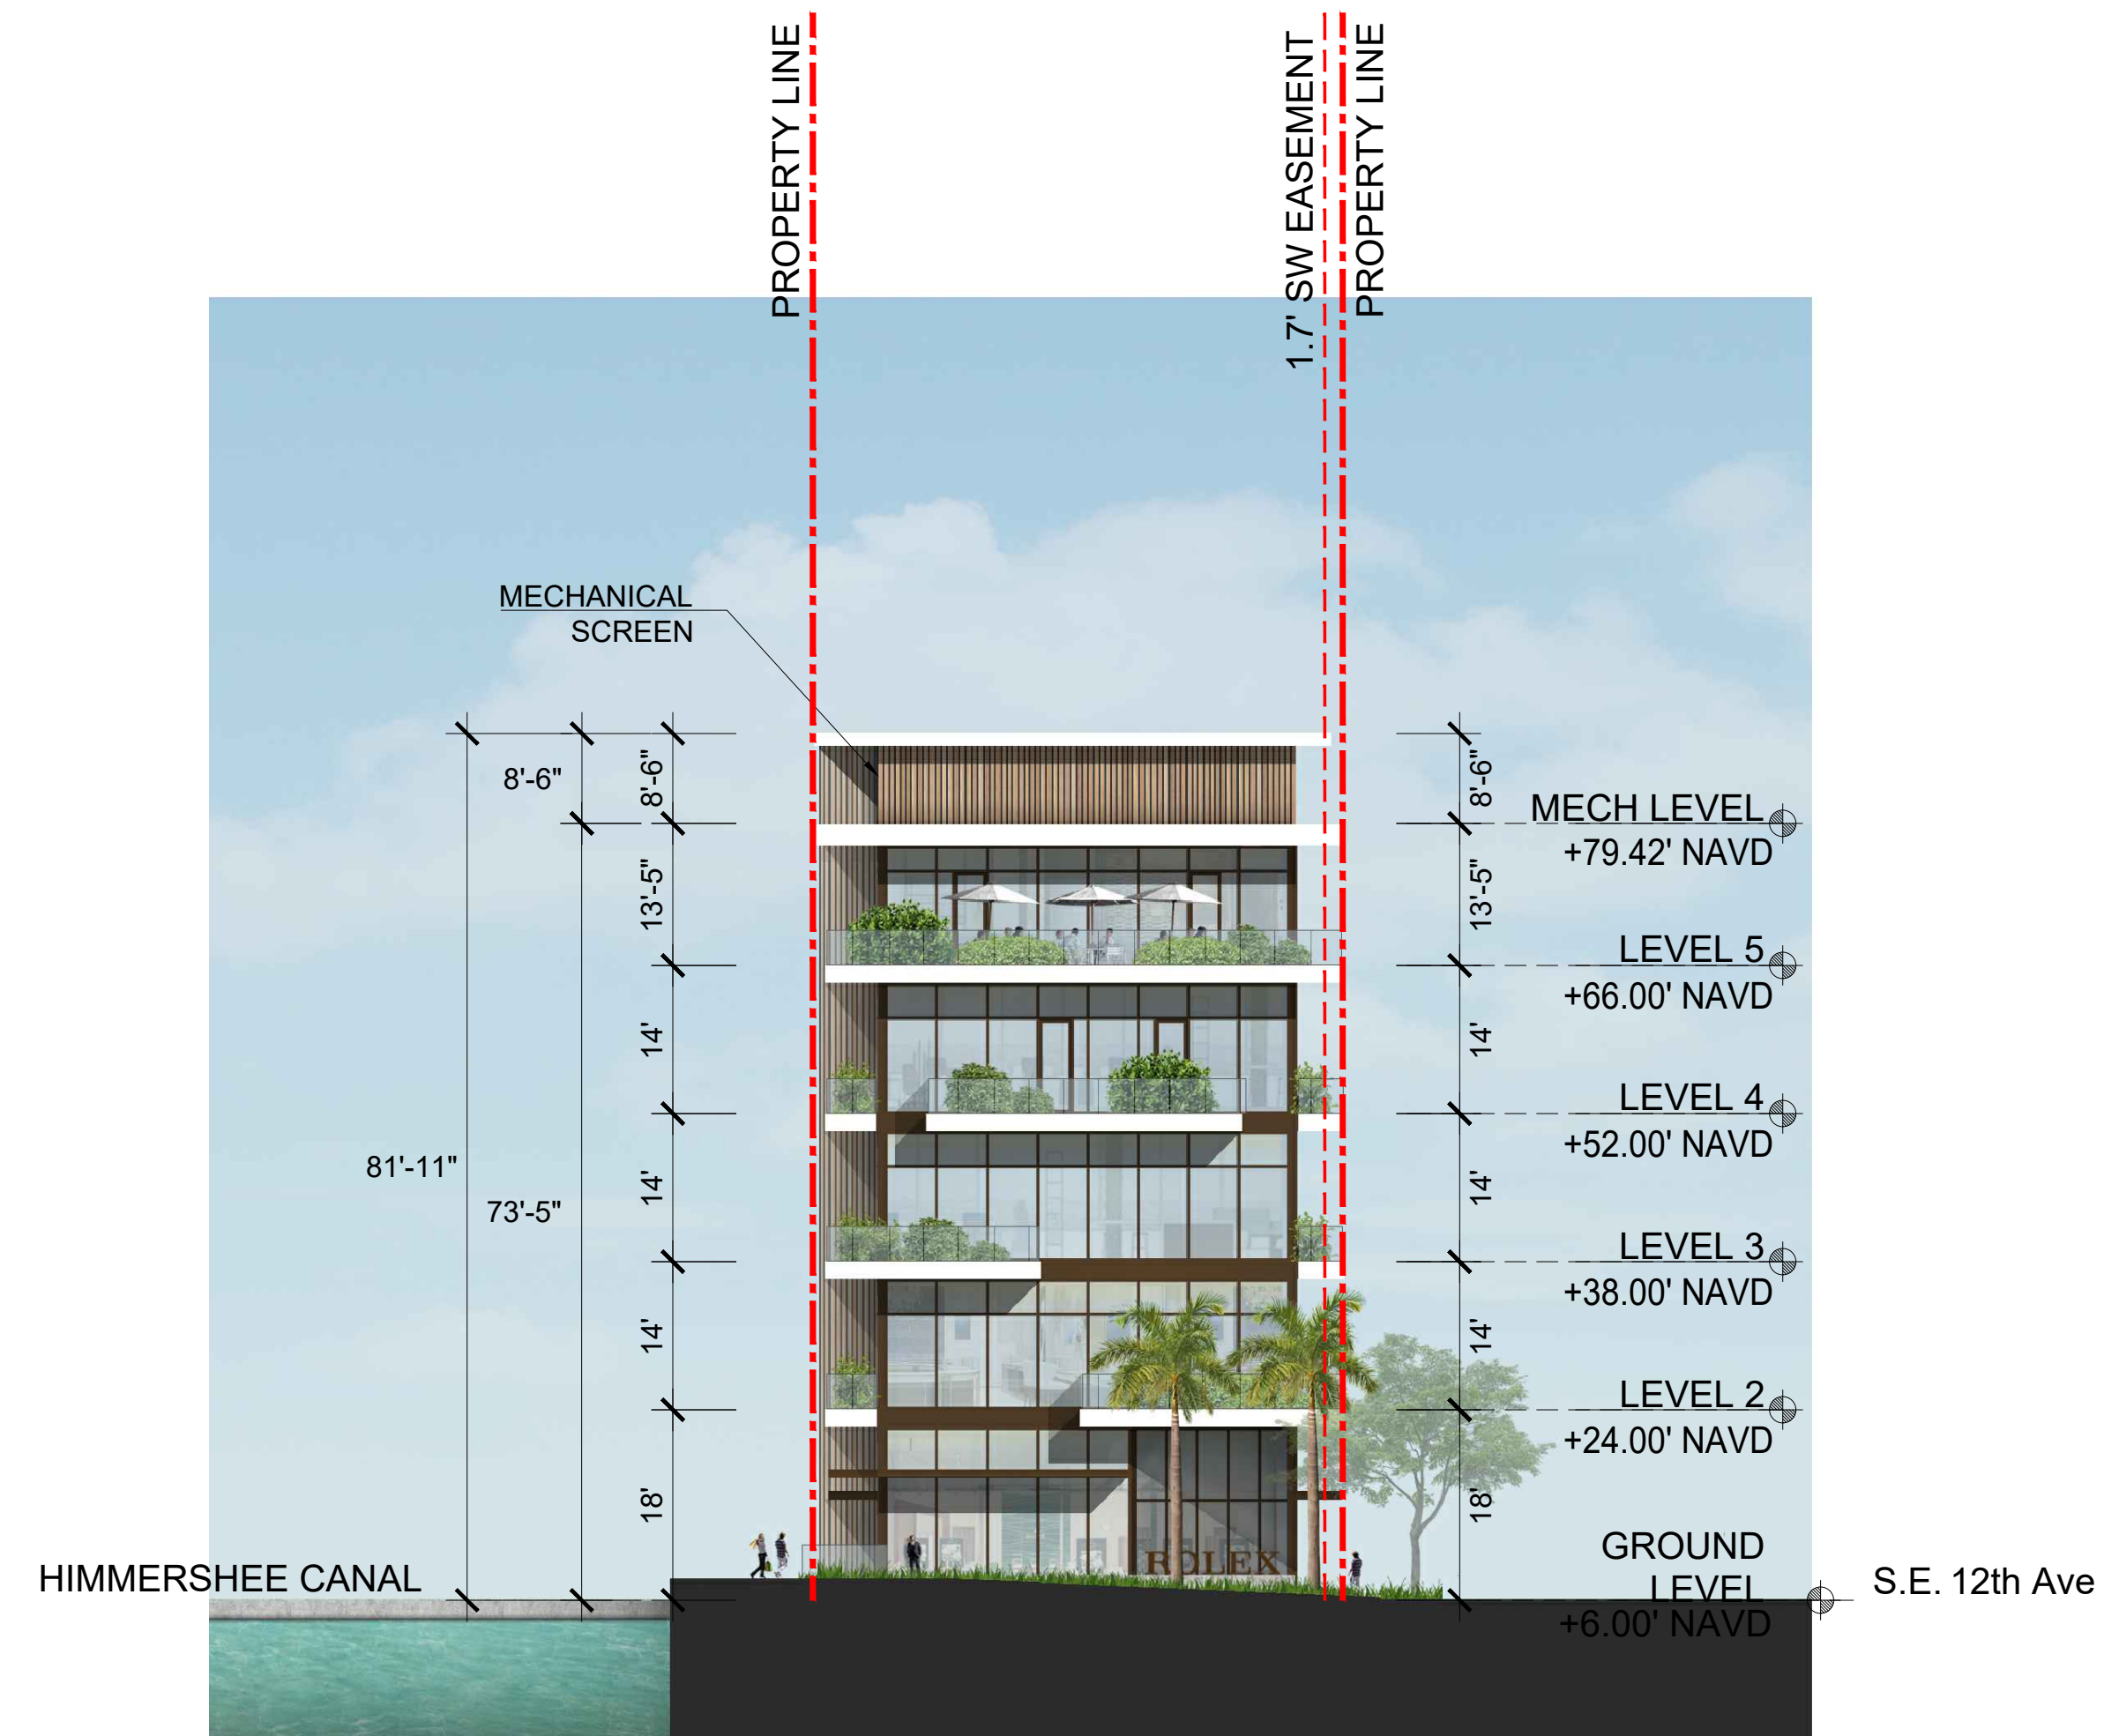 PROPERTY LINE
1.7' SW EASEMENT
PROPERTY LINE
MECHANICAL
SCREEN
8'-6"
8'-6"
8'-6"
MECH LEVEL
+79.42' NAVD
13'-5"
13'-5"
LEVEL 5
+66.00' NAVD
14'
14'
LEVEL 4
+52.00' NAVD
81'-11"
73'-5"
14'
14'
LEVEL 3
+38.00' NAVD
14'
14'
LEVEL 2
+24.00' NAVD
18'
18'
ROLEX
GROUND
LEVEL
+6.00' NAVD
HIMMERSHEE CANAL
S.E. 12th Ave